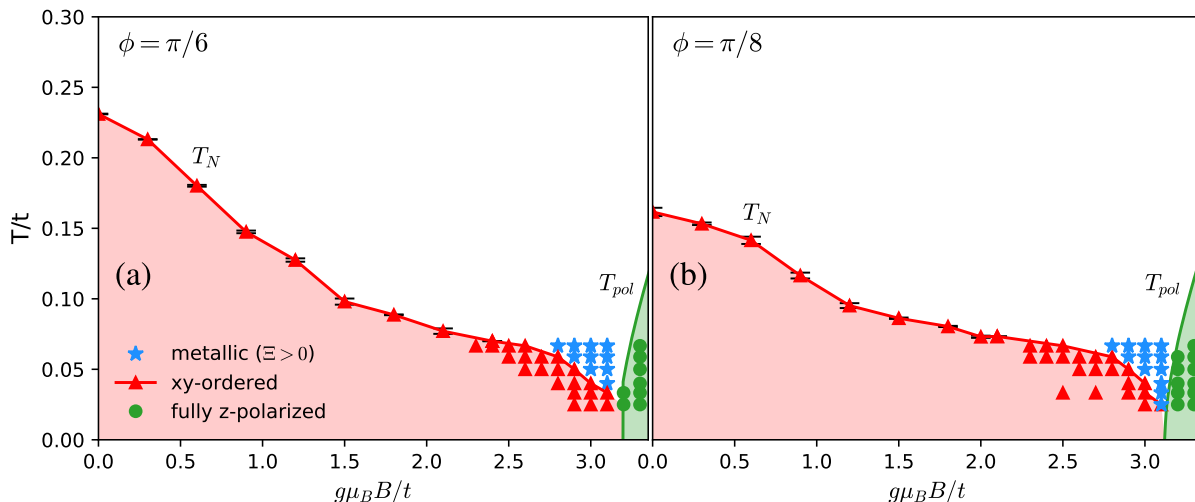 ϕ = π/6
ϕ = π/8
0.30
0.25
0.20
0.15
0.10
0.05
0.00
T/t
T_N
T_N
(a)
(b)
T_pol
T_pol
metallic (Ξ > 0)
xy-ordered
fully z-polarized
0.0 0.5 1.0 1.5 2.0 2.5 3.0
0.0 0.5 1.0 1.5 2.0 2.5 3.0
gμ_B B/t
gμ_B B/t